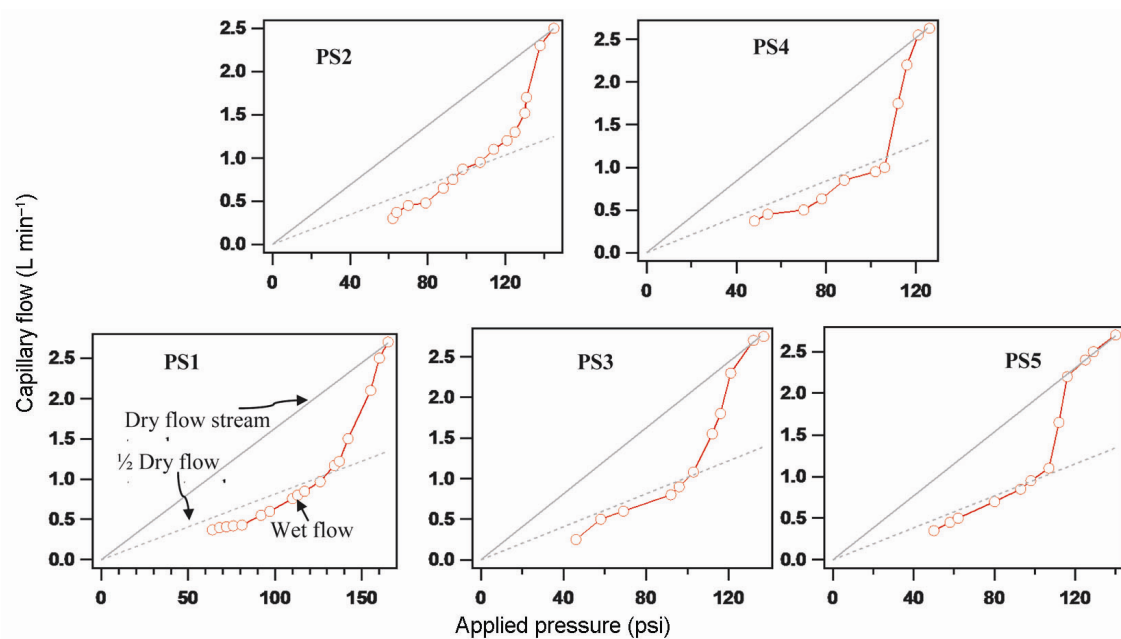 PS2
2.5
2.0
1.5
1.0
0.5
0.0
0 40 80 120
PS4
2.5
2.0
1.5
1.0
0.5
0.0
0 40 80 120
Capillary flow (L min⁻¹)
PS1
2.5
2.0
1.5
1.0
0.5
0.0
0 50 100 150
Dry flow stream
½ Dry flow
Wet flow
PS3
2.5
2.0
1.5
1.0
0.5
0.0
0 40 80 120
PS5
2.5
2.0
1.5
1.0
0.5
0.0
0 40 80 120
Applied pressure (psi)